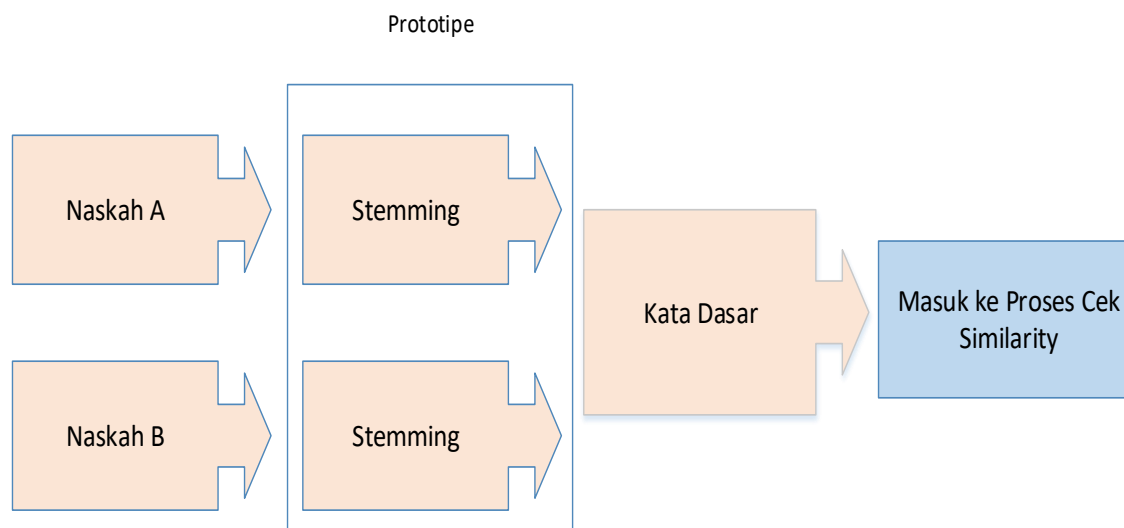 Prototipe
Naskah A
Stemming
Kata Dasar
Masuk ke Proses Cek
Similarity
Naskah B
Stemming